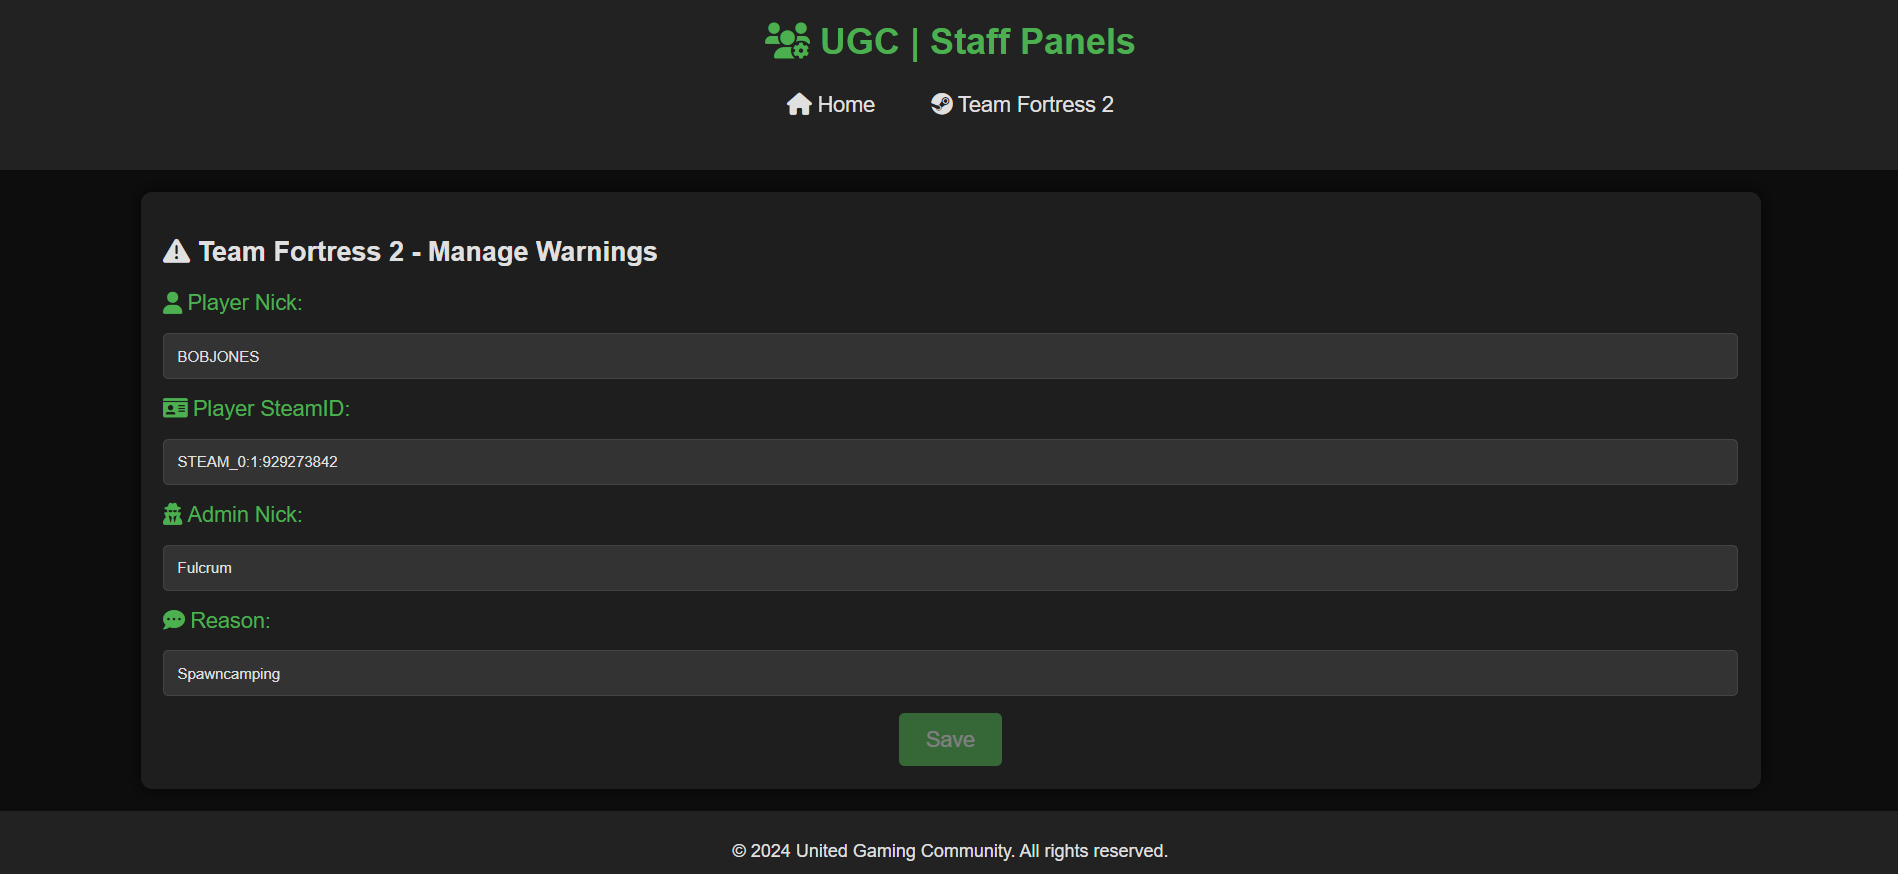 UGC | Staff Panels
Home Team Fortress 2
Team Fortress 2 - Manage Warnings
Player Nick:
BOBJONES
Player SteamID:
STEAM_0:1:929273842
Admin Nick:
Fulcrum
Reason:
Spawncamping
Save
© 2024 United Gaming Community. All rights reserved.